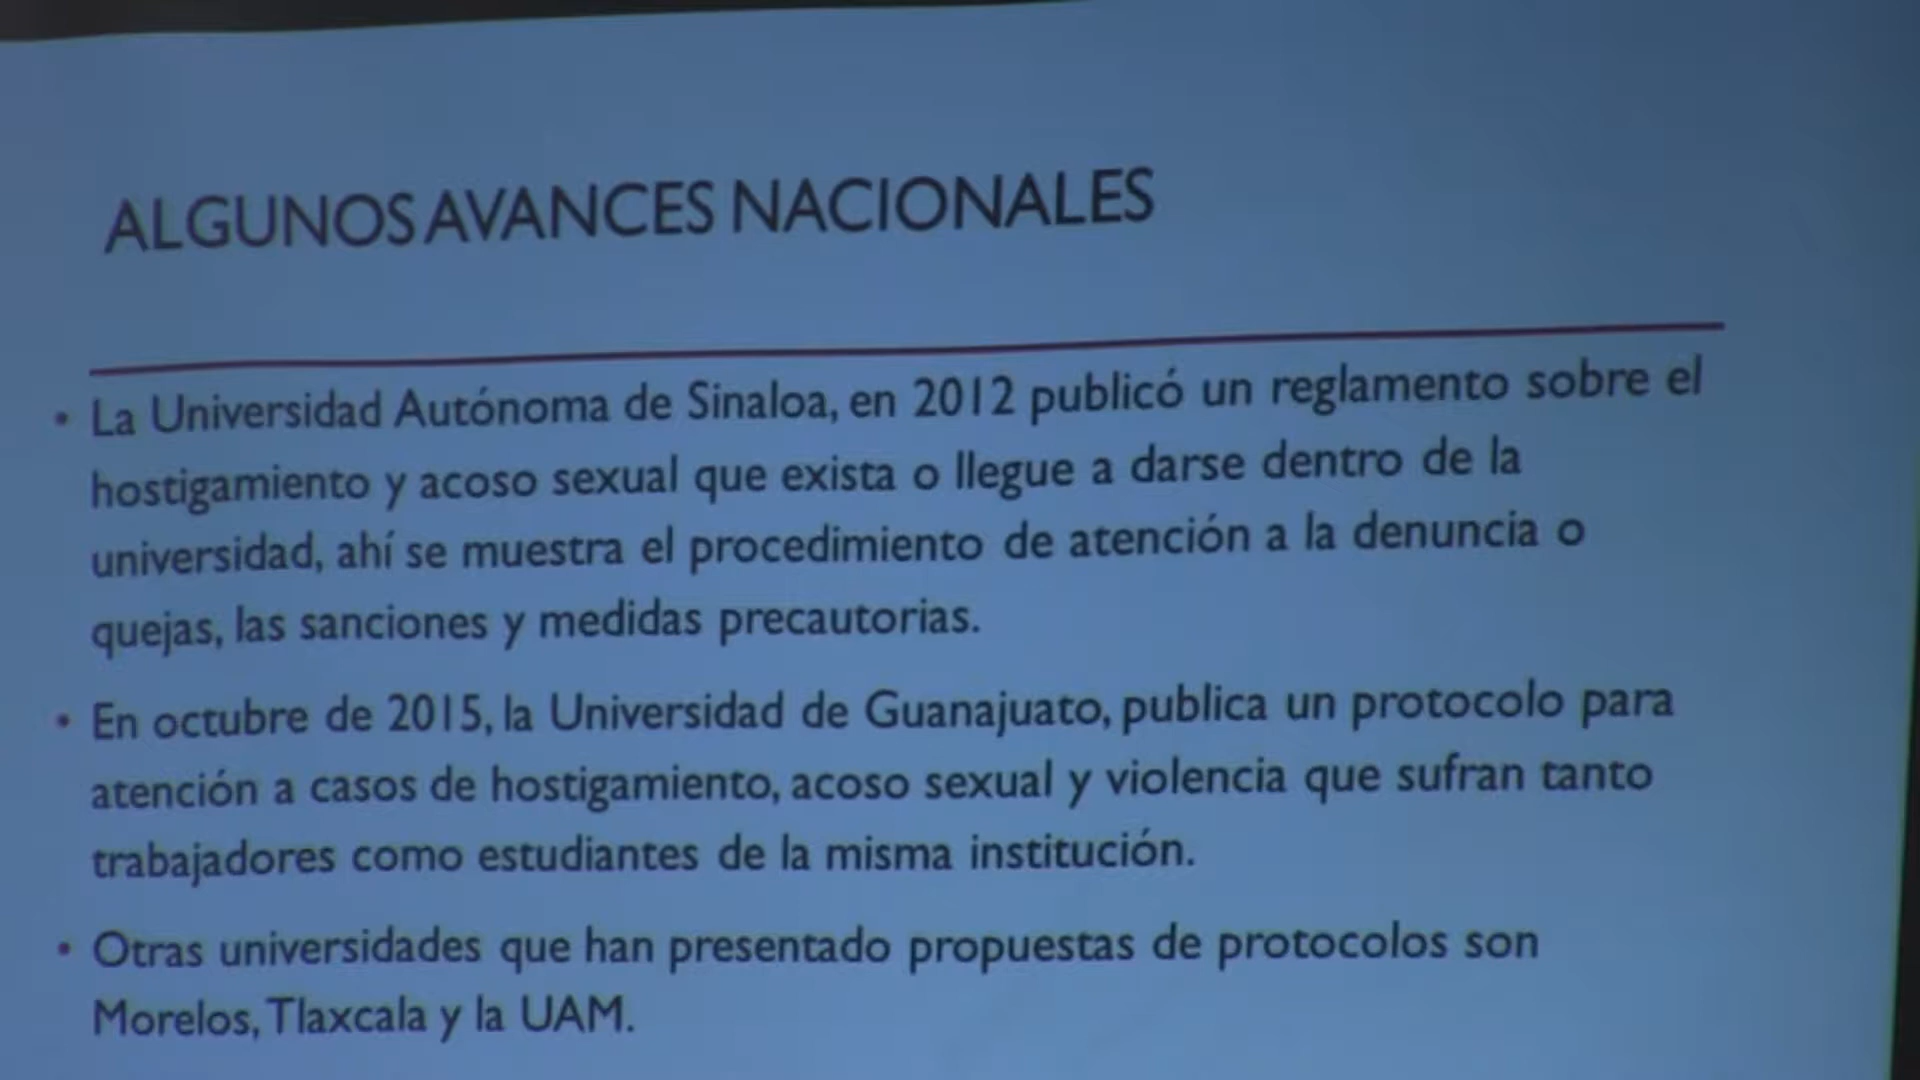 ALGUNOS AVANCES NACIONALES
• La Universidad Autónoma de Sinaloa, en 2012 publicó un reglamento sobre el
hostigamiento y acoso sexual que exista o llegue a darse dentro de la
universidad, ahí se muestra el procedimiento de atención a la denuncia o
quejas, las sanciones y medidas precautorias.
• En octubre de 2015, la Universidad de Guanajuato, publica un protocolo para
atención a casos de hostigamiento, acoso sexual y violencia que sufran tanto
trabajadores como estudiantes de la misma institución.
• Otras universidades que han presentado propuestas de protocolos son
Morelos, Tlaxcala y la UAM.